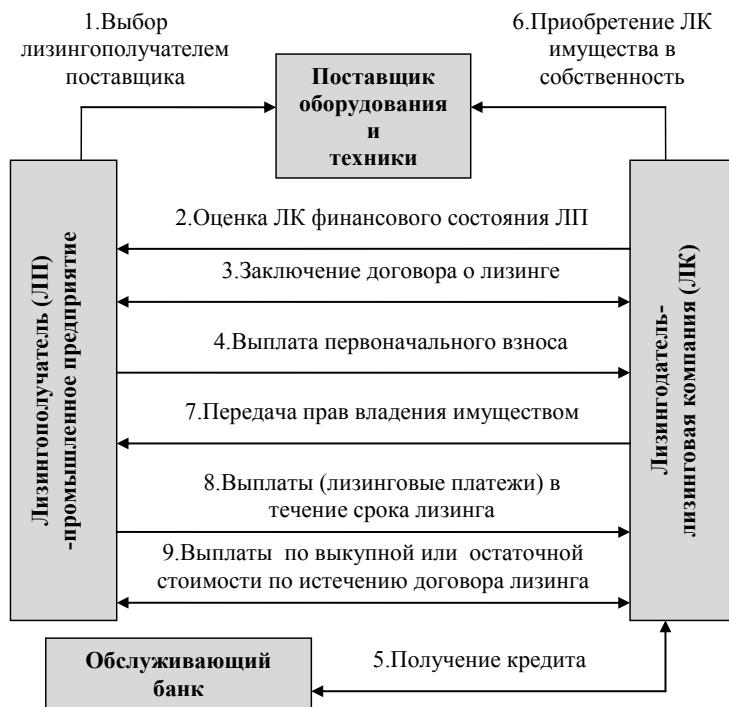 1.Выбор
лизингополучателем
поставщика
6.Приобретение ЛК
имущества в
собственность
Поставщик
оборудования
и
техники
Лизингополучатель (ЛП)
-промышленное предприятие
Лизингодатель-
лизинговая компания (ЛК)
2.Оценка ЛК финансового состояния ЛП
3.Заключение договора о лизинге
4.Выплата первоначального взноса
7.Передача прав владения имуществом
8.Выплаты (лизинговые платежи) в
течение срока лизинга
9.Выплаты по выкупной или остаточной
стоимости по истечению договора лизинга
Обслуживающий
банк
5.Получение кредита